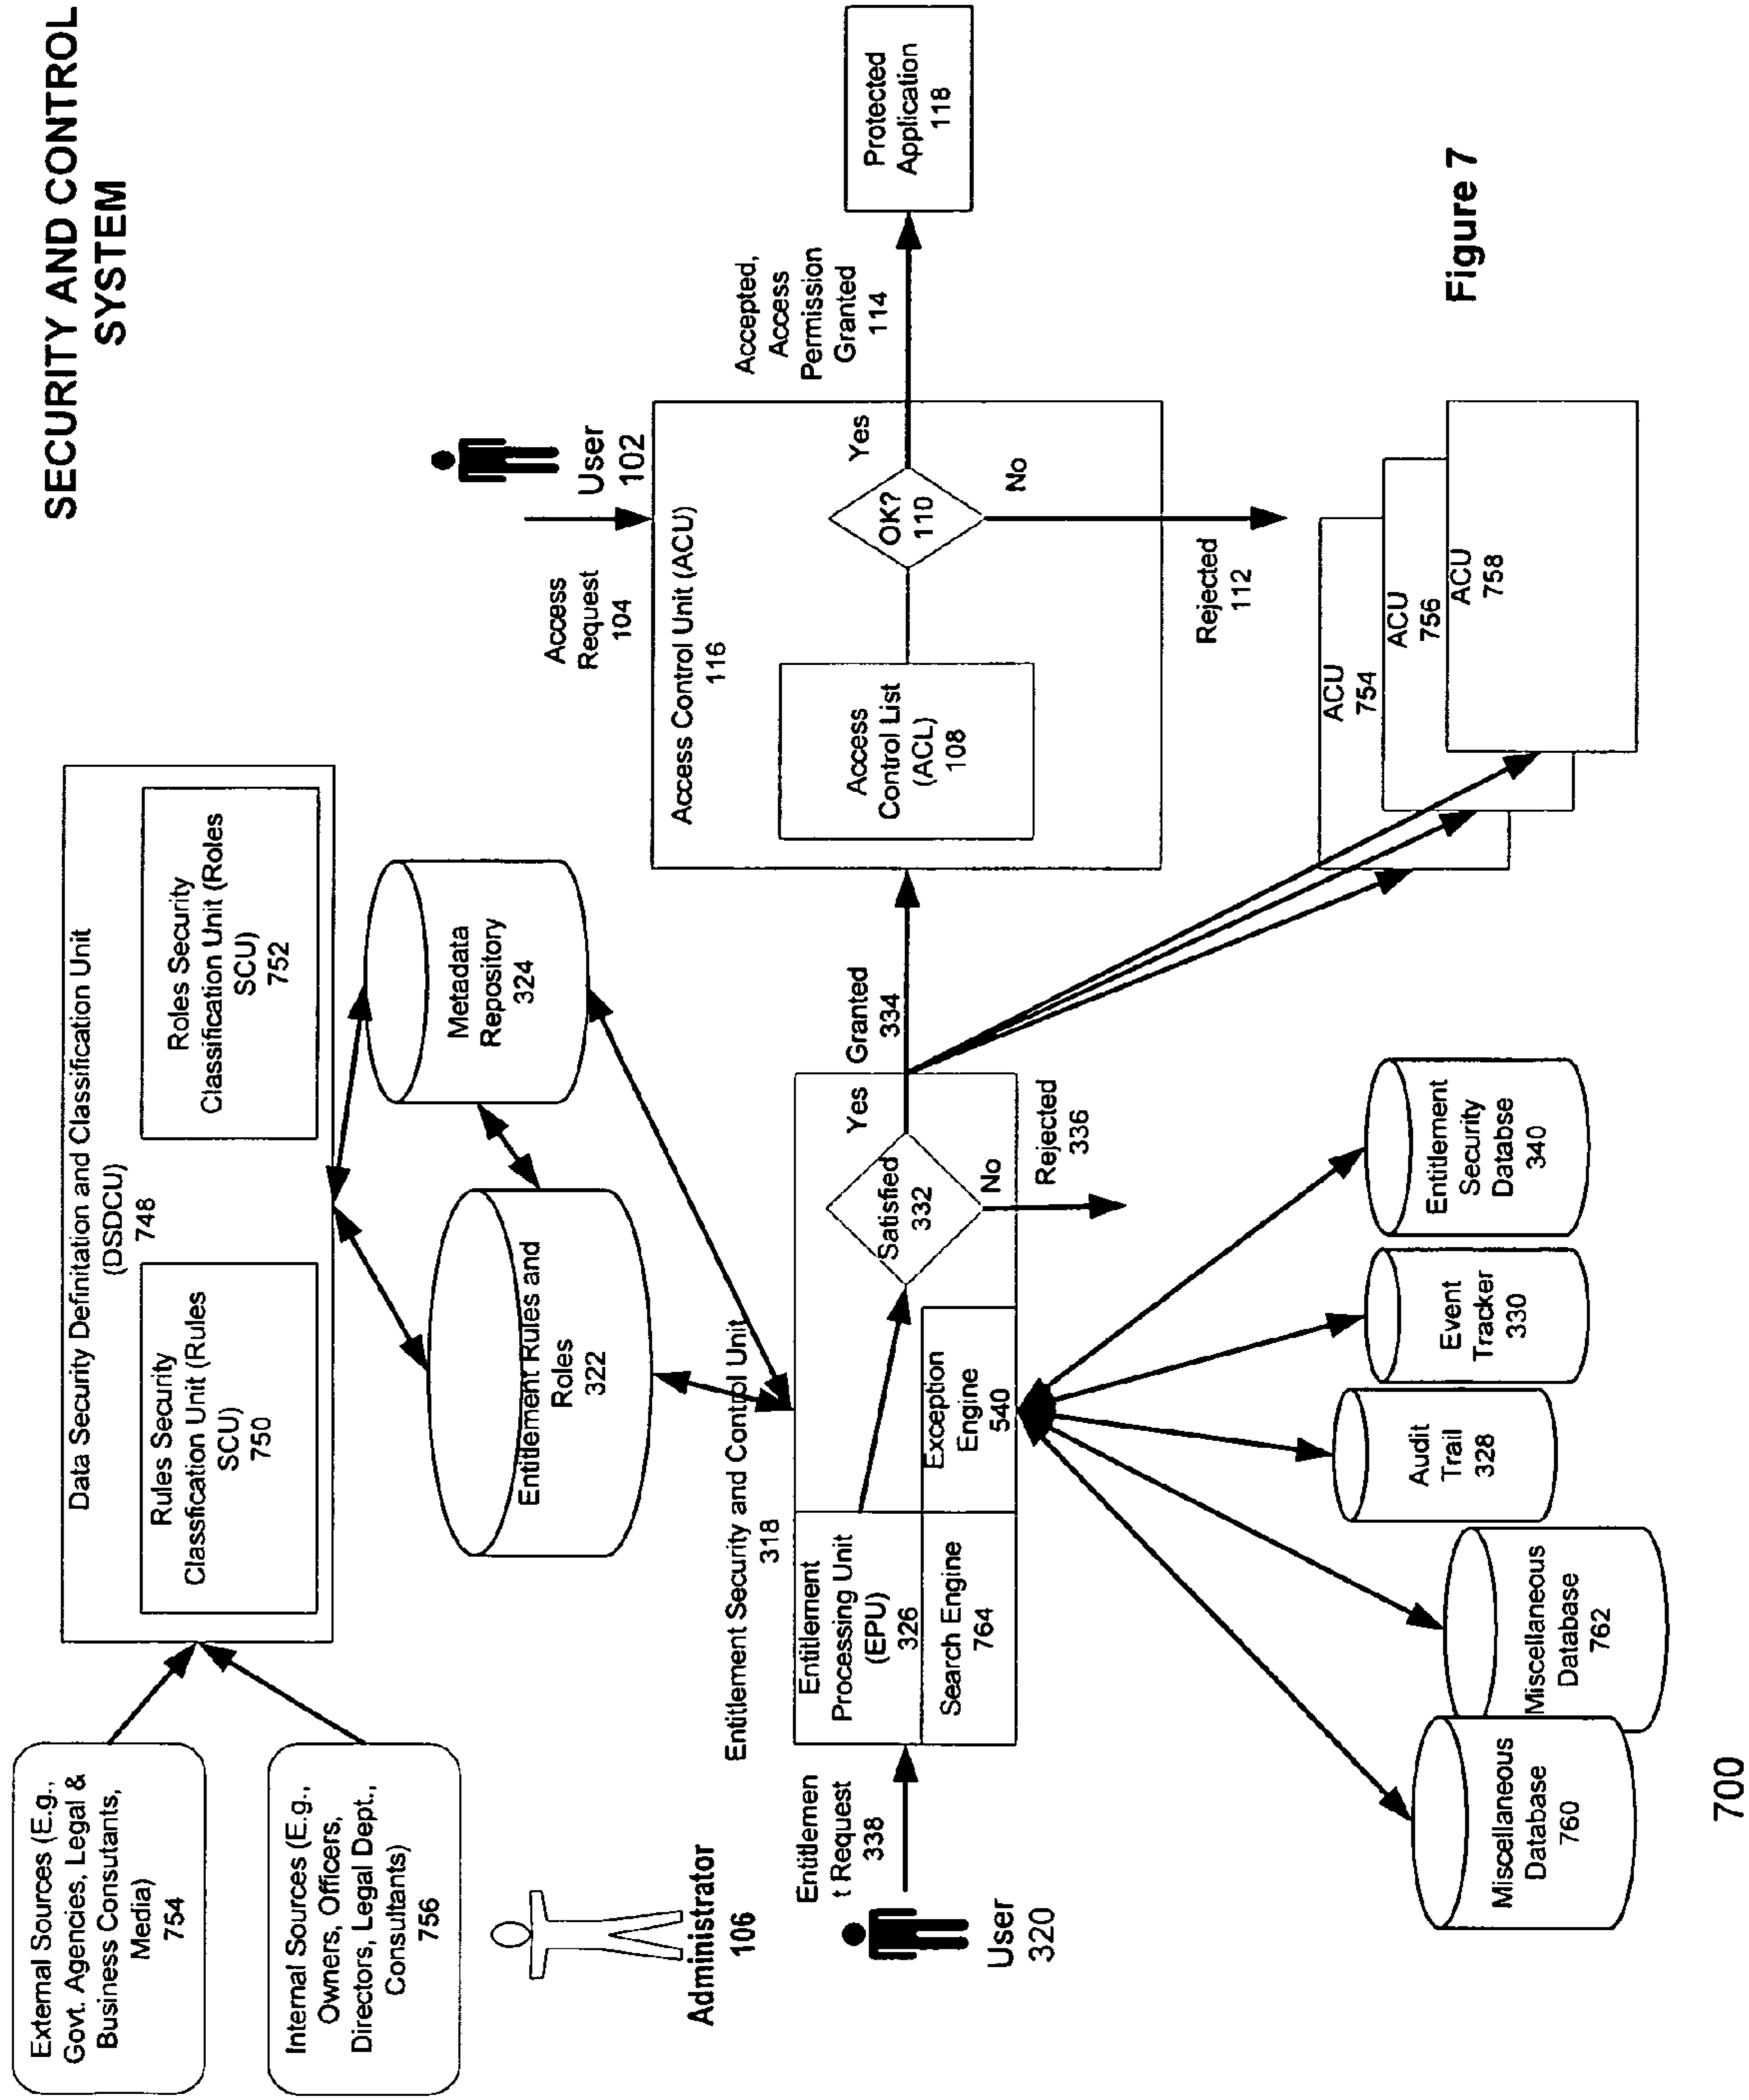 SECURITY AND CONTROL
SYSTEM
External Sources (E.g.,
Govt. Agencies, Legal &
Business Consutants,
Media)
754
Internal Sources (E.g.,
Owners, Officers,
Directors, Legal Dept.,
Consultants)
756
Data Security Definitation and Classification Unit
(DSDCU)
748
Rules Security
Classfication Unit (Rules
SCU)
750
Roles Security
Classification Unit (Roles
SCU)
752
Entitlement Rules and
Roles
322
Metadata
Repository
324
Administrator
106
User
102
Access
Request
104
Entitlement Security and Control Unit
318
Entitlemen
t Request
338
User
320
Entitlement
Processing Unit
(EPU)
326
Search Engine
764
Exception
Engine
540
Satisfied
332
Yes
No
Granted
334
Rejected
336
Access Control Unit (ACU)
116
Access
Control List
(ACL)
108
OK?
110
Yes
No
Accepted,
Access
Permission
Granted
114
Protected
Application
118
Rejected
112
ACU
754
ACU
756
ACU
758
Miscellaneous
Database
760
Miscellaneous
Database
762
Audit
Trail
328
Event
Tracker
330
Entitlement
Security
Databse
340
Figure 7
700